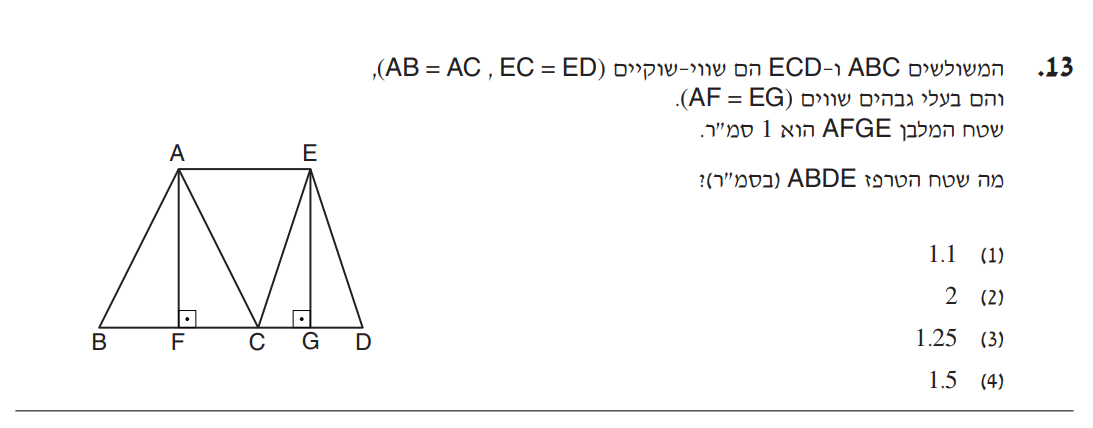 13. המשולשים ABC ו-ECD הם שווי-שוקיים (AB = AC , EC = ED),
והם בעלי גבהים שווים (AF = EG).
שטח המלבן AFGE הוא 1 סמ"ר.
מה שטח הטרפז ABDE (בסמ"ר)?
(1) 1.1
(2) 2
(3) 1.25
(4) 1.5
A E
B F C G D